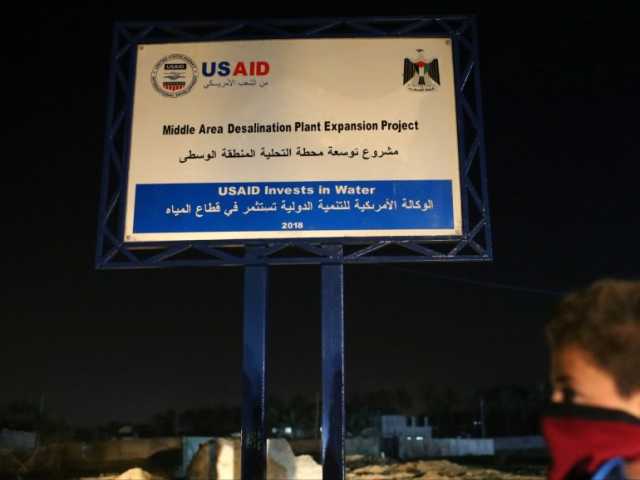 USAID
من الشعب الأمريكي
Middle Area Desalination Plant Expansion Project
مشروع توسعة محطة التحلية المنطقة الوسطى
USAID Invests in Water
الوكالة الأمريكية للتنمية الدولية تستثمر في قطاع المياه
2018